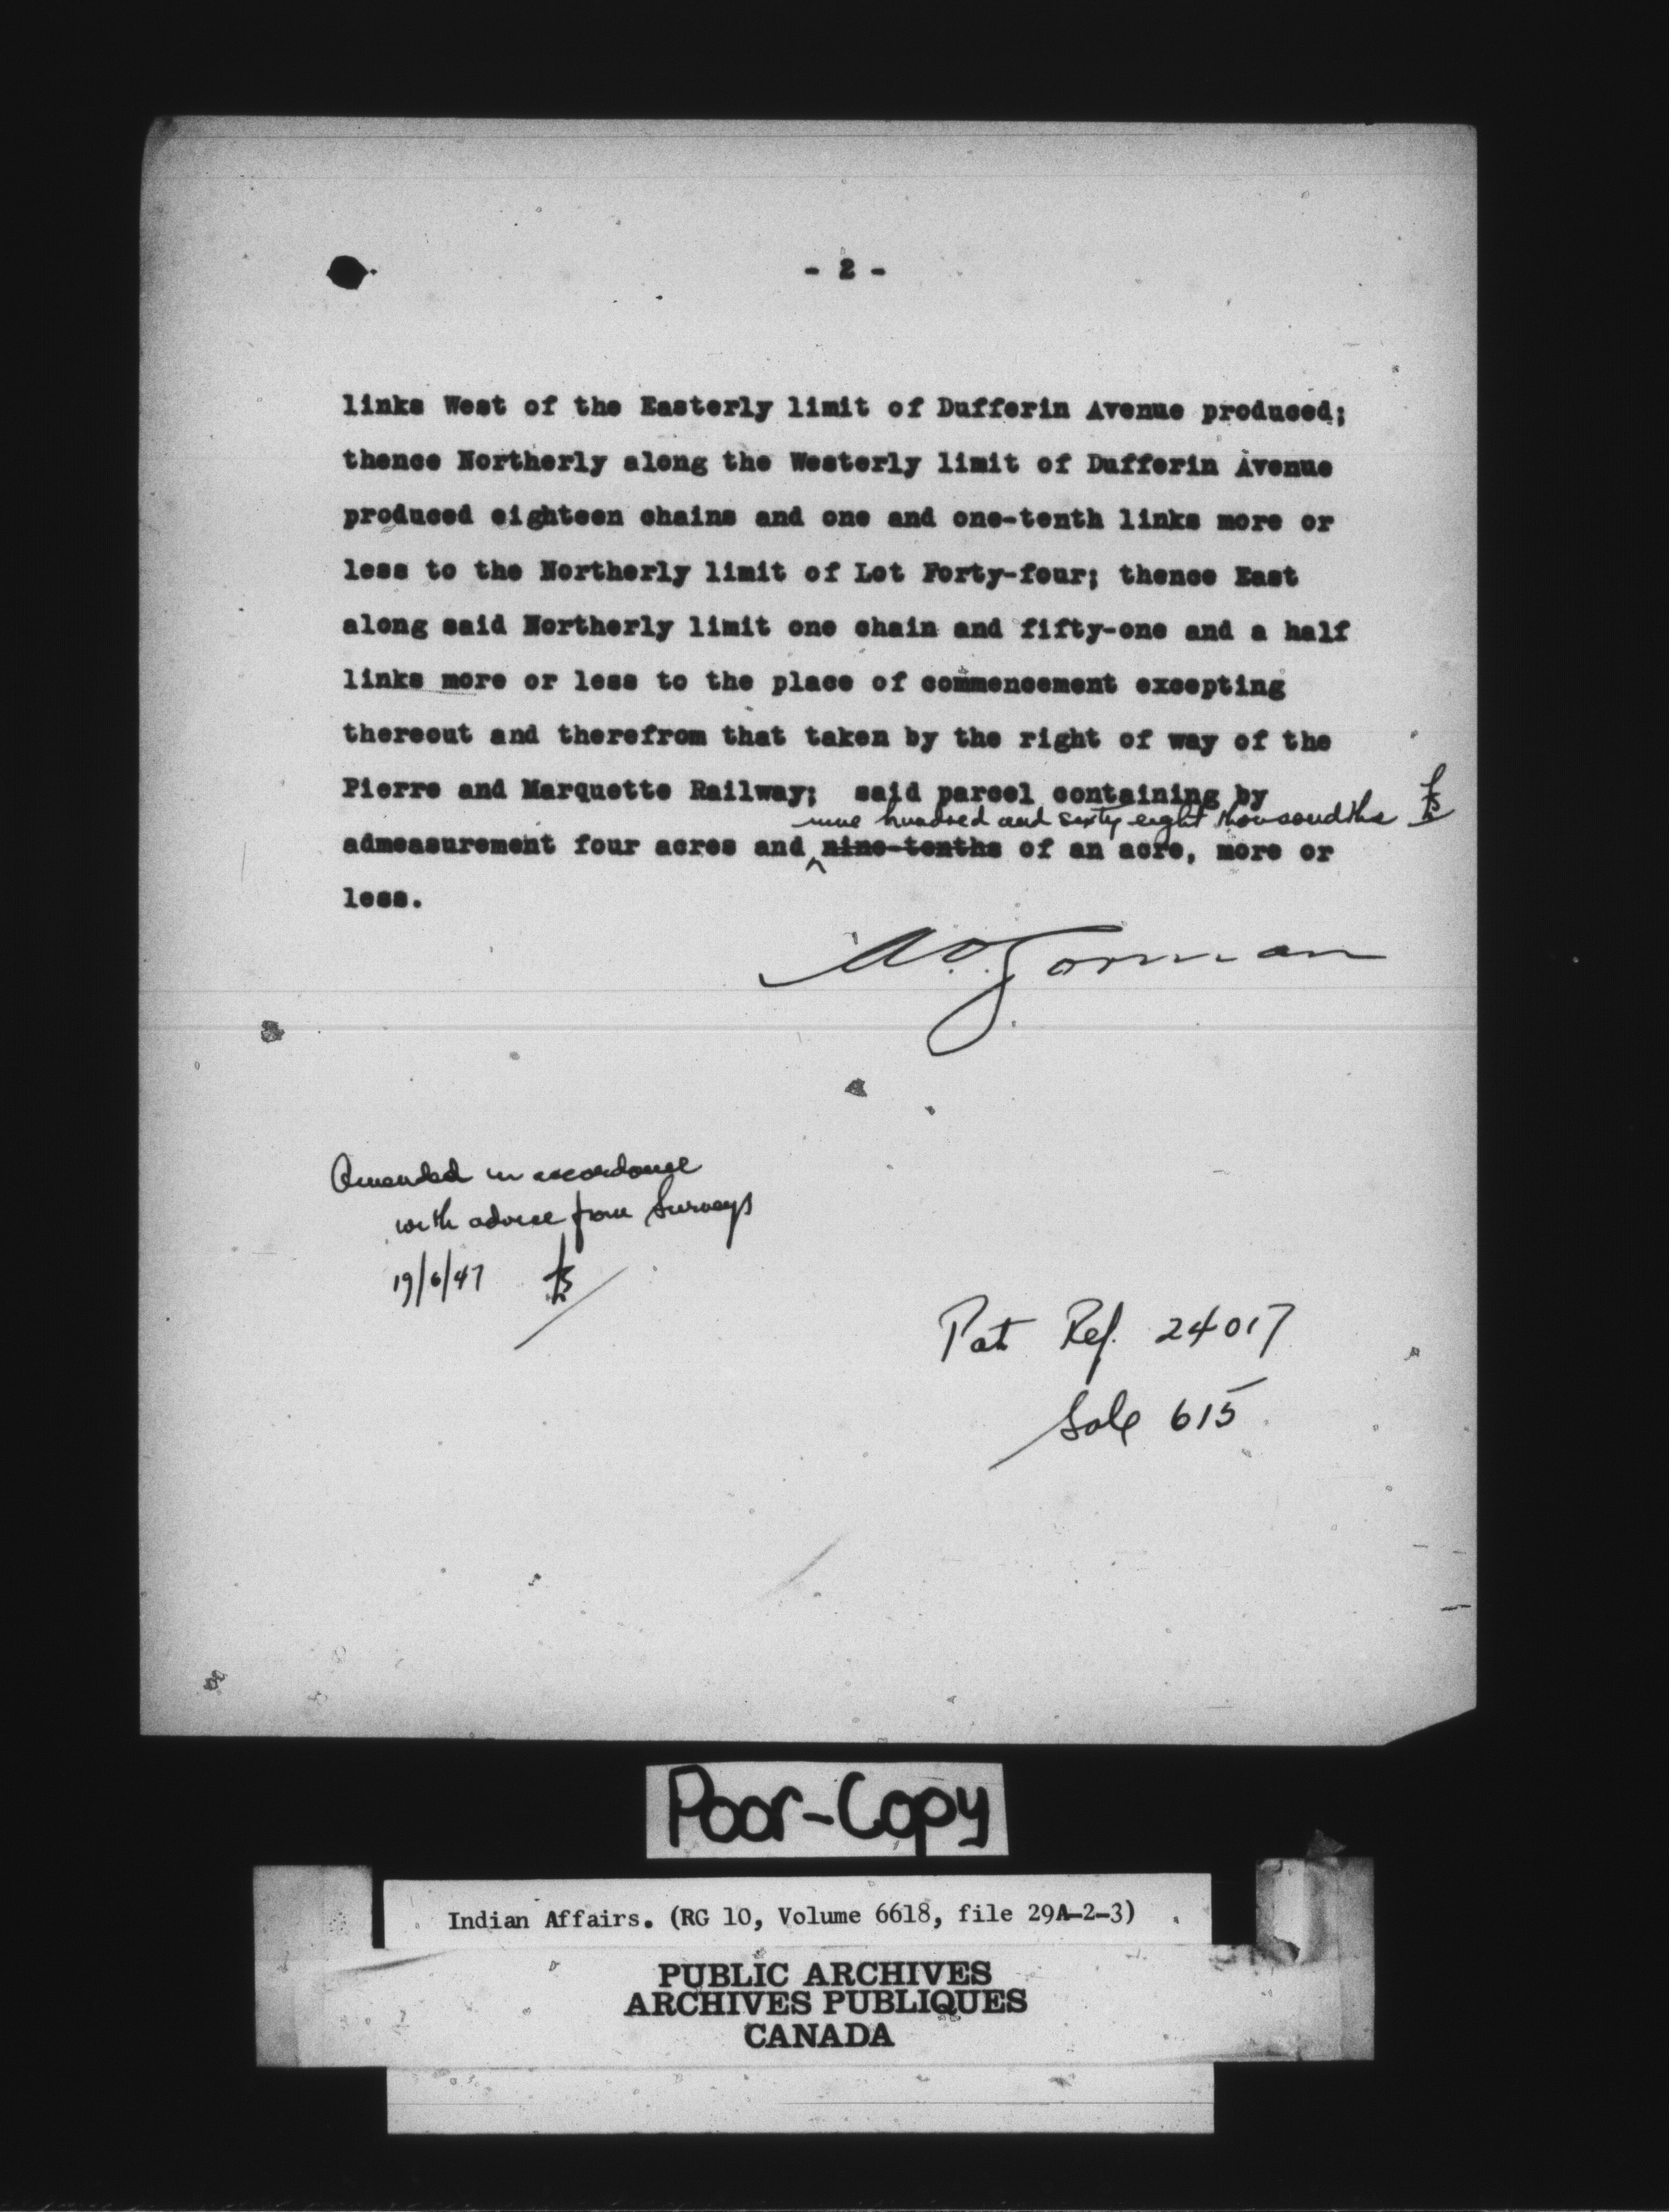 - 2 -
links West of the Easterly limit of Dufferin Avenue produced;
thence Northerly along the Westerly limit of Dufferin Avenue
produced eighteen chains and one and one-tenth links more or
less to the Northerly limit of Lot Forty-four; thence East
along said Northerly limit one chain and fifty-one and a half
links more or less to the place of commencement excepting
thereout and therefrom that taken by the right of way of the
Pierre and Marquette Railway; said parcel containing by
nine hundred and sixty eight thousandths
admeasurement four acres and nine-tenths of an acre, more or
less.
Gorman
Amended in accordance
with advice from Surveys
19/6/47
Pat Ref. 24017
Sale 615
Poor-Copy
Indian Affairs. (RG 10, Volume 6618, file 29A-2-3)
PUBLIC ARCHIVES
ARCHIVES PUBLIQUES
CANADA